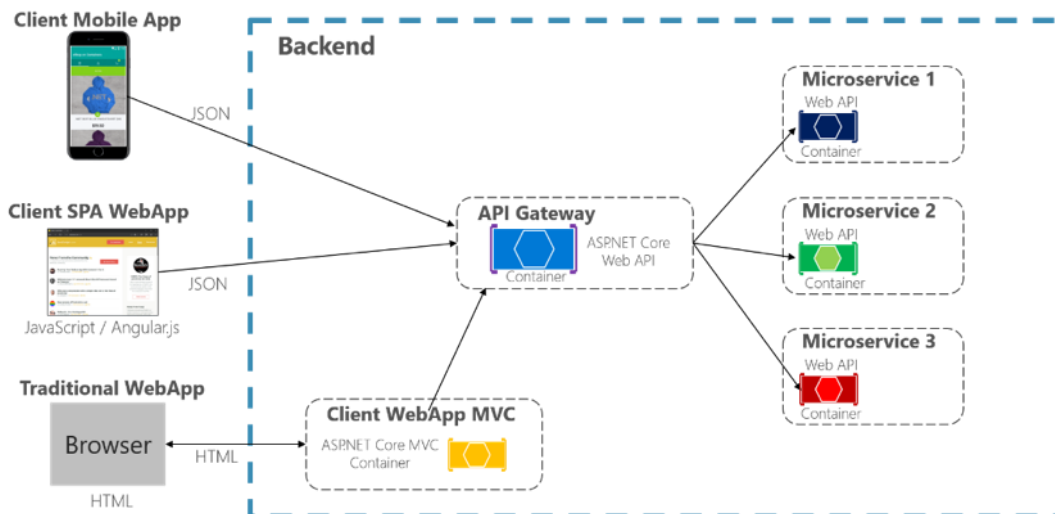 Client Mobile App
Backend
JSON
Client SPA WebApp
JSON
JavaScript / Angular.js
Traditional WebApp
Browser
HTML
HTML
Client WebApp MVC
ASP.NET Core MVC
Container
API Gateway
ASP.NET Core
Web API
Container
Microservice 1
Web API
Container
Microservice 2
Web API
Container
Microservice 3
Web API
Container